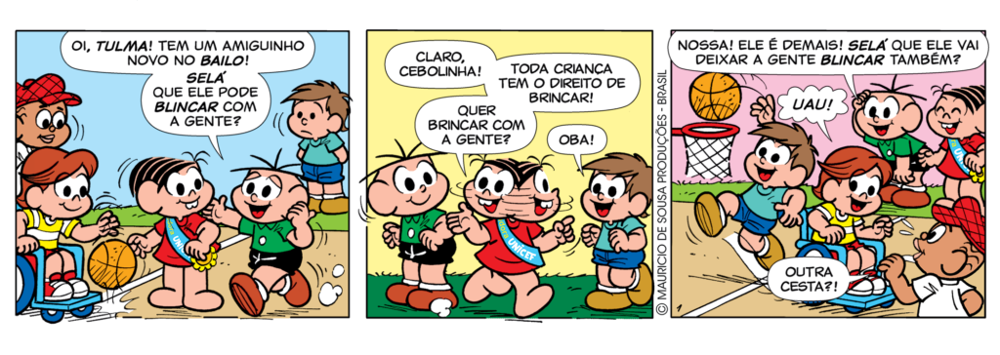 OI, TULMA! TEM UM AMIGUINHO
NOVO NO BAILO!
SELÁ
QUE ELE PODE
BLINCAR COM
A GENTE?
CLARO,
CEBOLINHA!
TODA CRIANÇA
TEM O DIREITO DE
BRINCAR!
QUER
BRINCAR COM
A GENTE?
OBA!
UNICEF
© MAURICIO DE SOUSA PRODUÇÕES - BRASIL
NOSSA! ELE É DEMAIS! SELÁ QUE ELE VAI
DEIXAR A GENTE BLINCAR TAMBÉM?
UAU!
OUTRA
CESTA?!
1